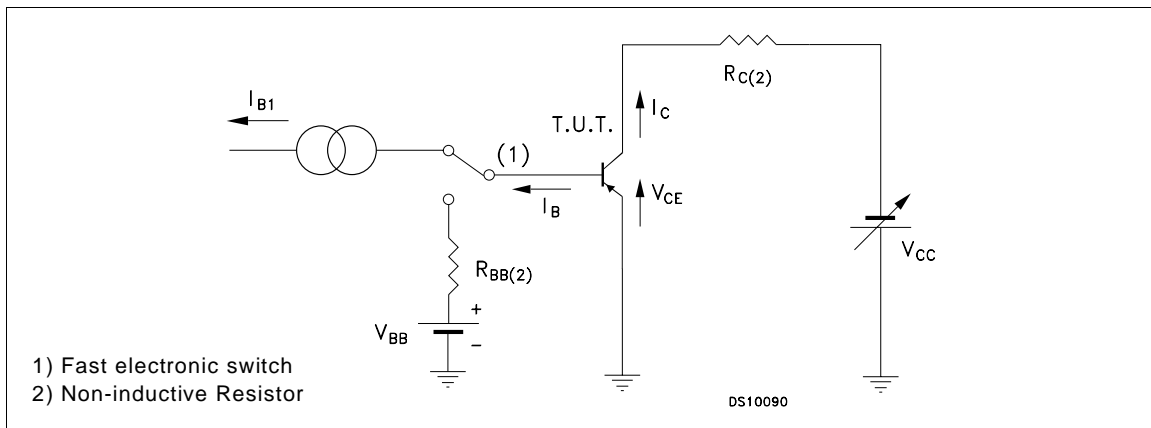 R_C(2)
I_B1
I_C
T.U.T.
(1)
V_CE
I_B
V_CC
R_BB(2)
+
V_BB
-
1) Fast electronic switch
2) Non-inductive Resistor
DS10090